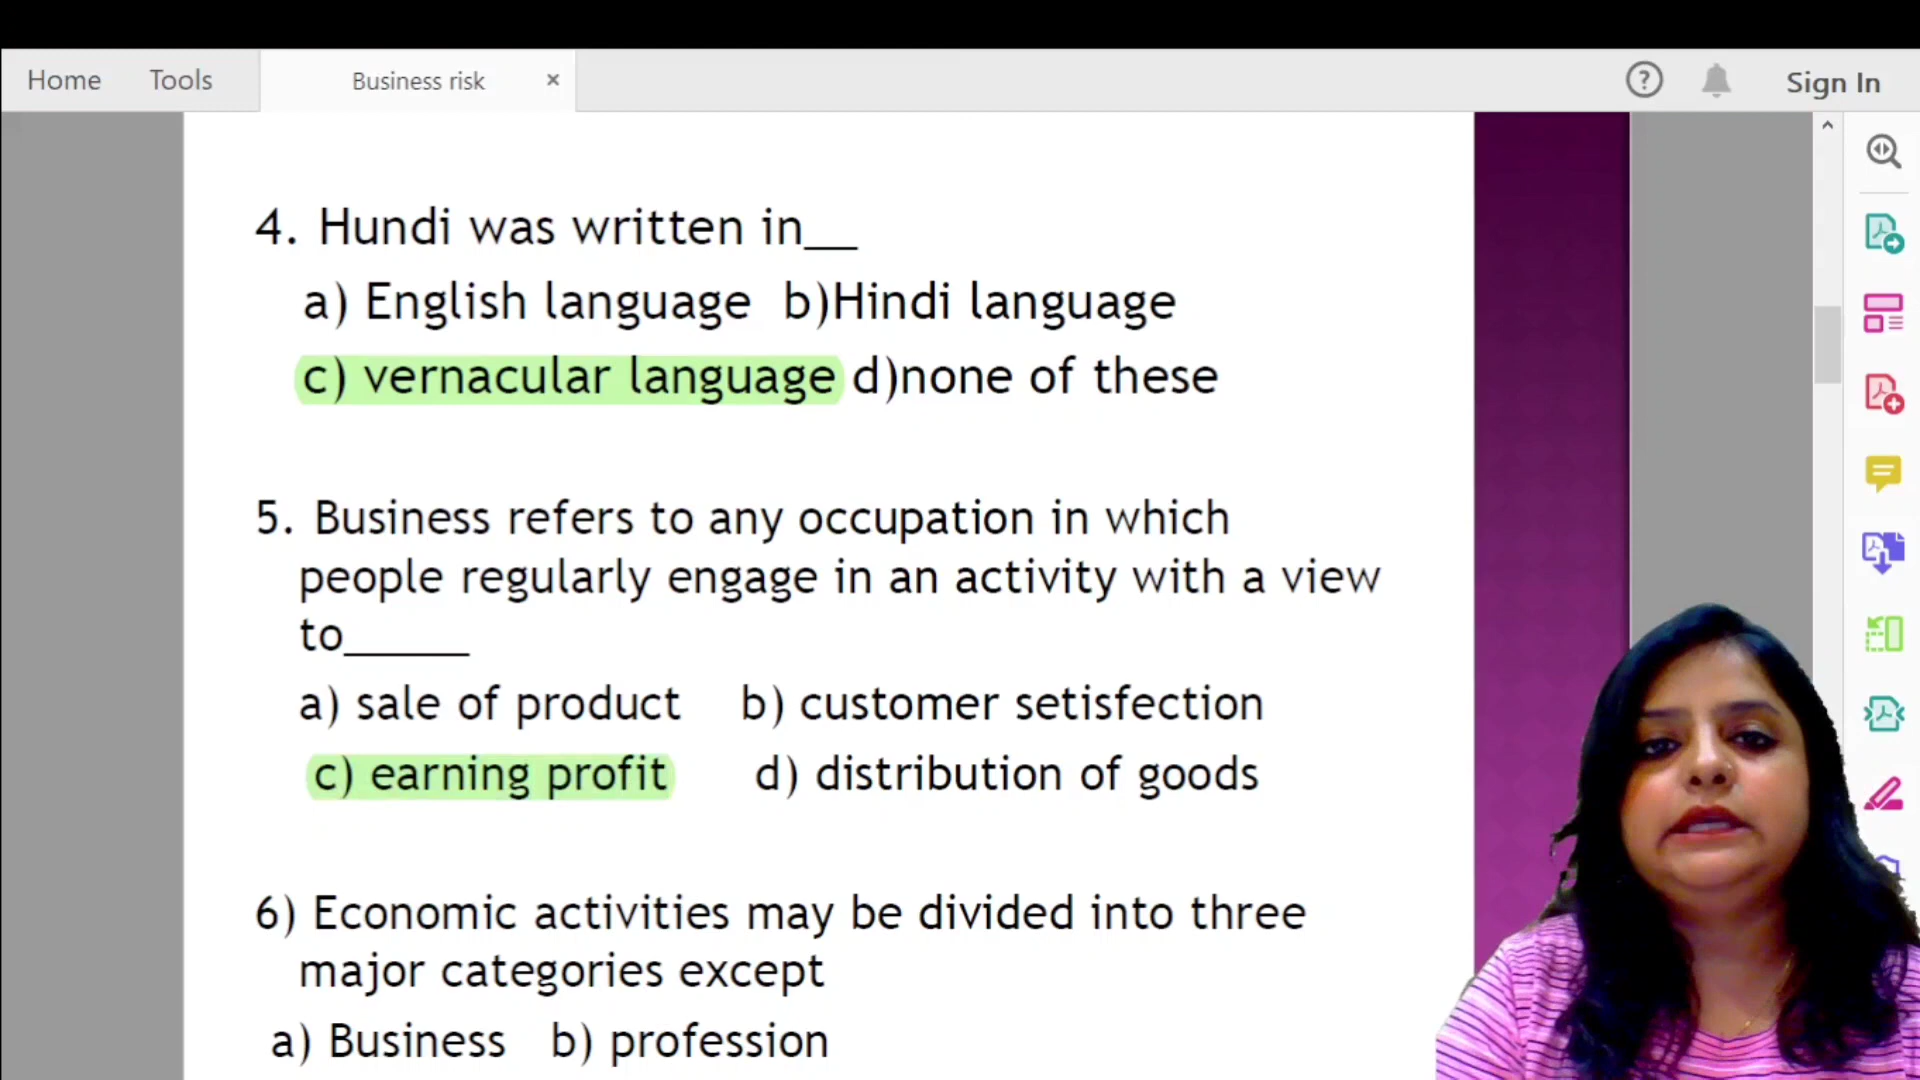 Home Tools Business risk × ? Sign In
4. Hundi was written in__
a) English language b)Hindi language
c) vernacular language d)none of these
5. Business refers to any occupation in which
people regularly engage in an activity with a view
to_____
a) sale of product b) customer setisfection
c) earning profit d) distribution of goods
6) Economic activities may be divided into three
major categories except
a) Business b) profession